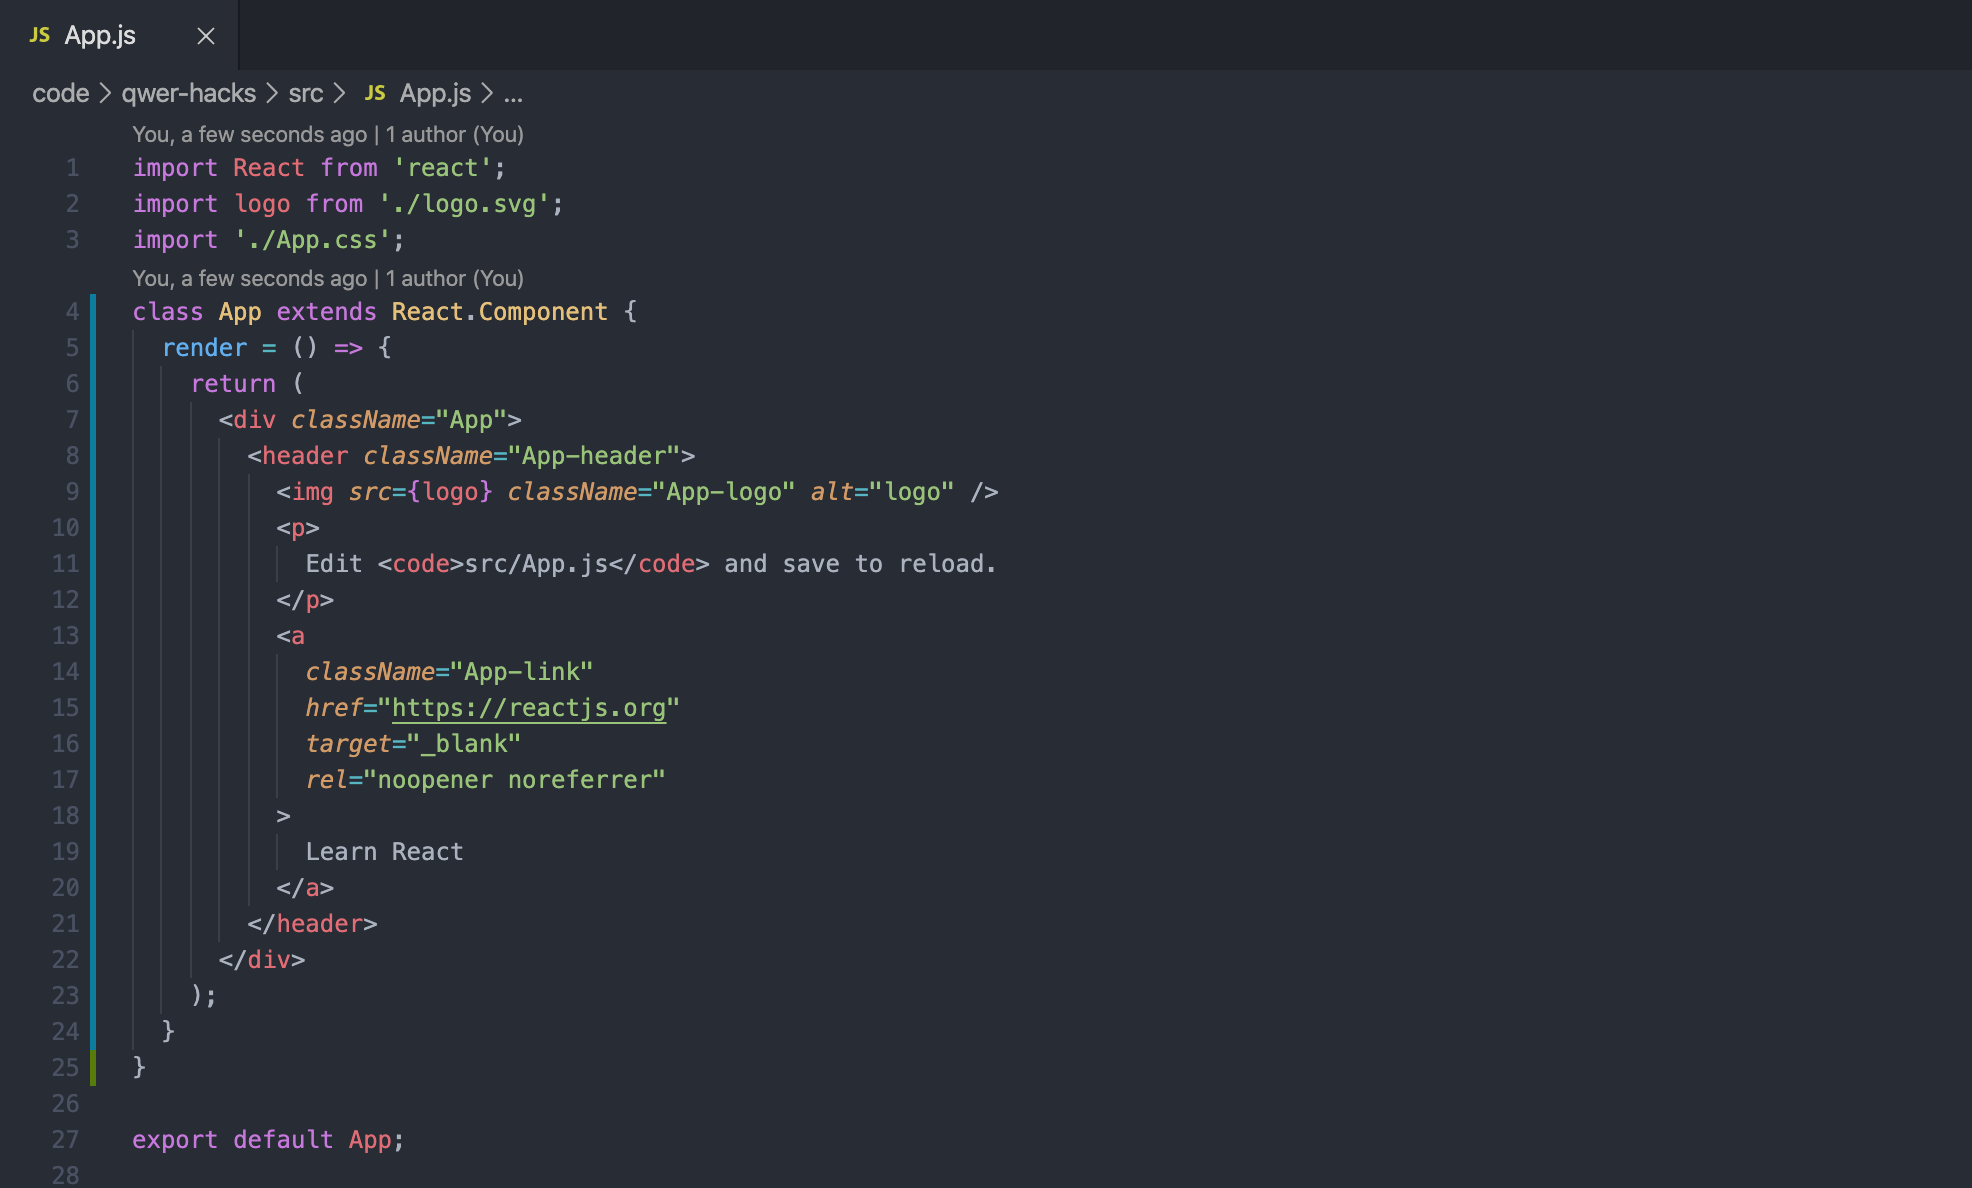 JS App.js ×
code > qwer-hacks > src > JS App.js > ...
You, a few seconds ago | 1 author (You)
1 import React from 'react';
2 import logo from './logo.svg';
3 import './App.css';
You, a few seconds ago | 1 author (You)
4 class App extends React.Component {
5   render = () => {
6     return (
7       <div className="App">
8         <header className="App-header">
9           <img src={logo} className="App-logo" alt="logo" />
10           <p>
11             Edit <code>src/App.js</code> and save to reload.
12           </p>
13           <a
14             className="App-link"
15             href="https://reactjs.org"
16             target="_blank"
17             rel="noopener noreferrer"
18           >
19             Learn React
20           </a>
21         </header>
22       </div>
23     );
24   }
25 }
26
27 export default App;
28